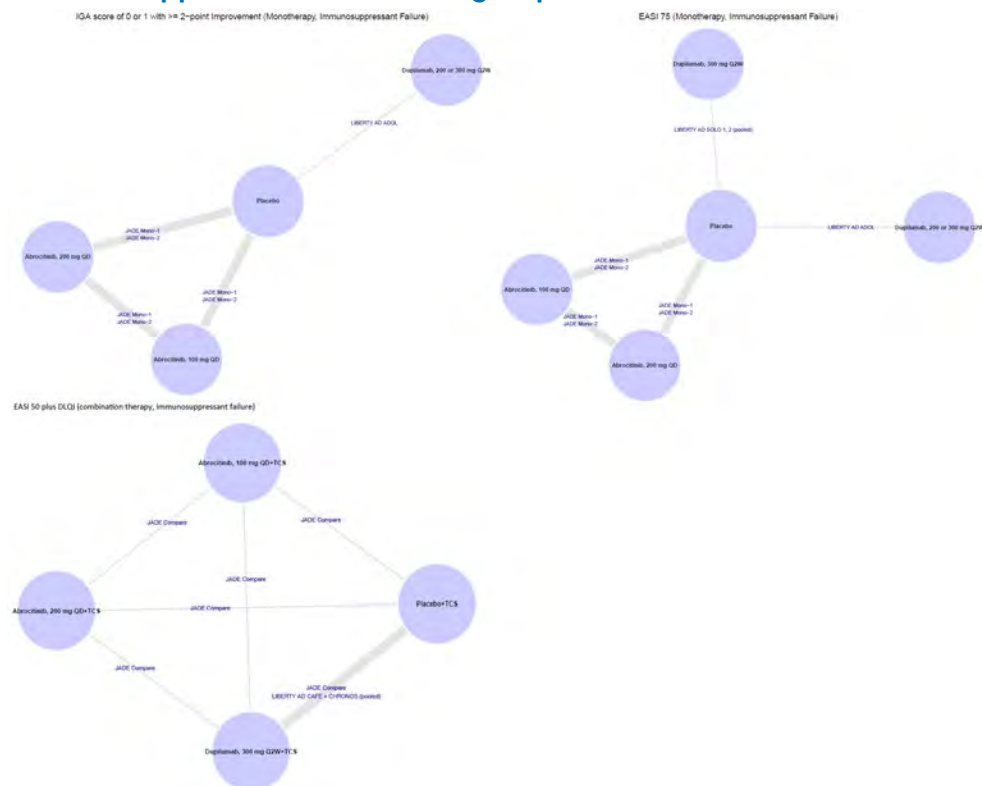 IGA score of 0 or 1 with >= 2-point Improvement (Monotherapy, Immunosuppressant Failure)
Dupilumab, 200 or 300 mg Q2W
LIBERTY AD ADOL
Placebo
JADE Mono-1
JADE Mono-2
Abrocitinib, 200 mg QD
JADE Mono-1
JADE Mono-2
JADE Mono-1
JADE Mono-2
Abrocitinib, 100 mg QD
EASI 75 (Monotherapy, Immunosuppressant Failure)
Dupilumab, 300 mg Q2W
LIBERTY AD SOLO 1, 2 (pooled)
Placebo
LIBERTY AD ADOL
Dupilumab, 200 or 300 mg Q2W
JADE Mono-1
JADE Mono-2
Abrocitinib, 100 mg QD
JADE Mono-1
JADE Mono-2
JADE Mono-1
JADE Mono-2
Abrocitinib, 200 mg QD
EASI 50 plus DLQI (combination therapy, immunosuppressant failure)
Abrocitinib, 100 mg QD+TCS
JADE Compare
JADE Compare
JADE Compare
Abrocitinib, 200 mg QD+TCS
JADE Compare
Placebo+TCS
JADE Compare
JADE Compare
LIBERTY AD CAFE + CHRONOS (pooled)
Dupilumab, 300 mg Q2W+TCS